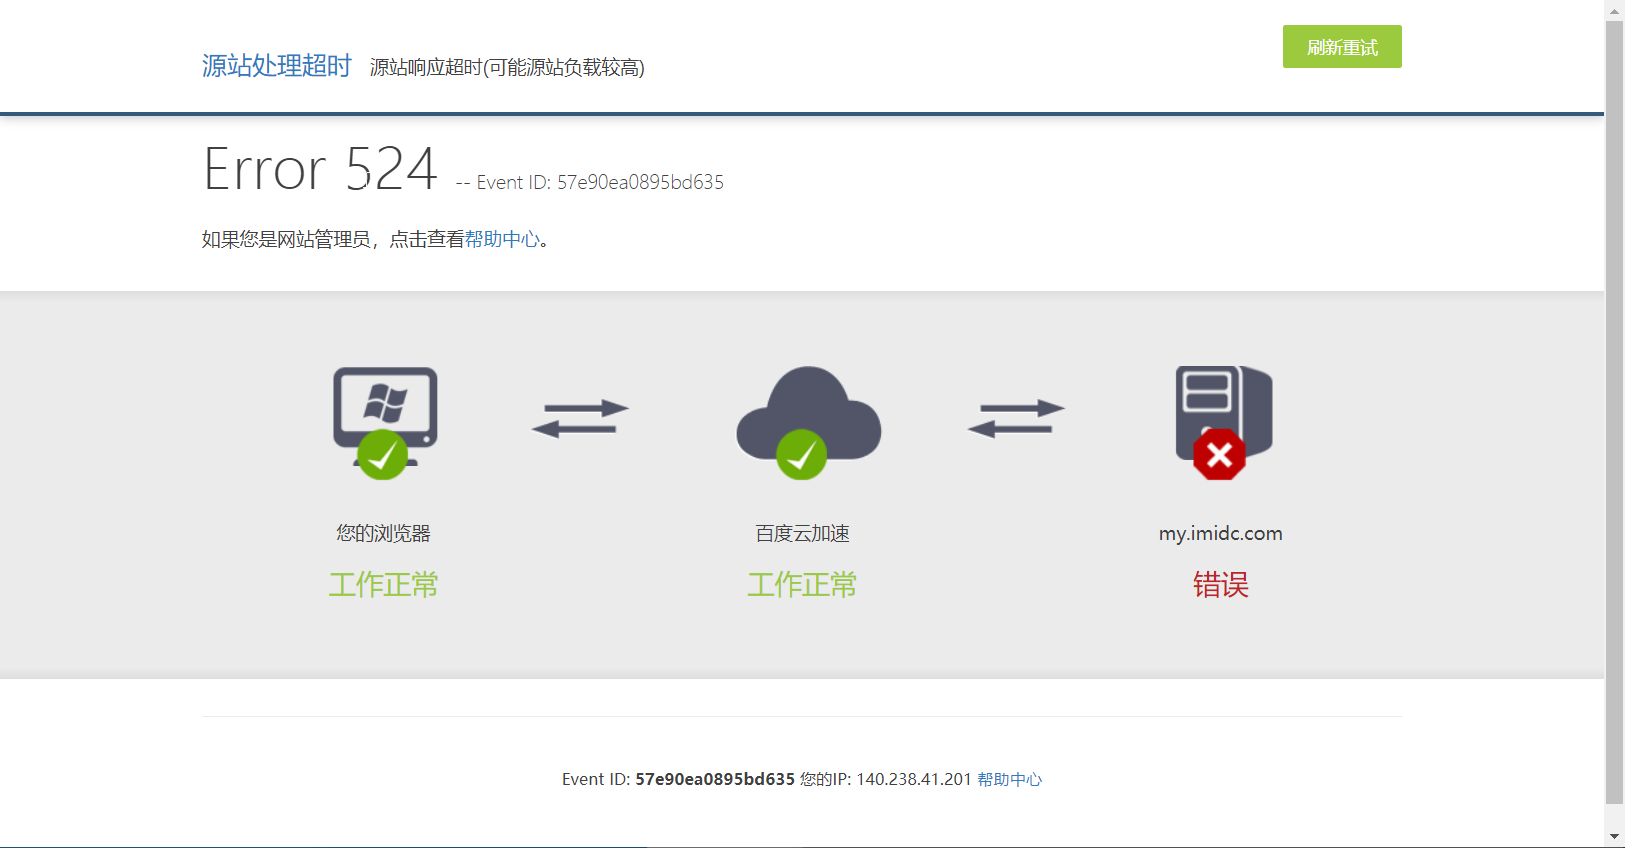 源站处理超时 源站响应超时(可能源站负载较高)
刷新重试
Error 524 -- Event ID: 57e90ea0895bd635
如果您是网站管理员，点击查看帮助中心。
您的浏览器
工作正常
百度云加速
工作正常
my.imidc.com
错误
Event ID: 57e90ea0895bd635 您的IP: 140.238.41.201 帮助中心